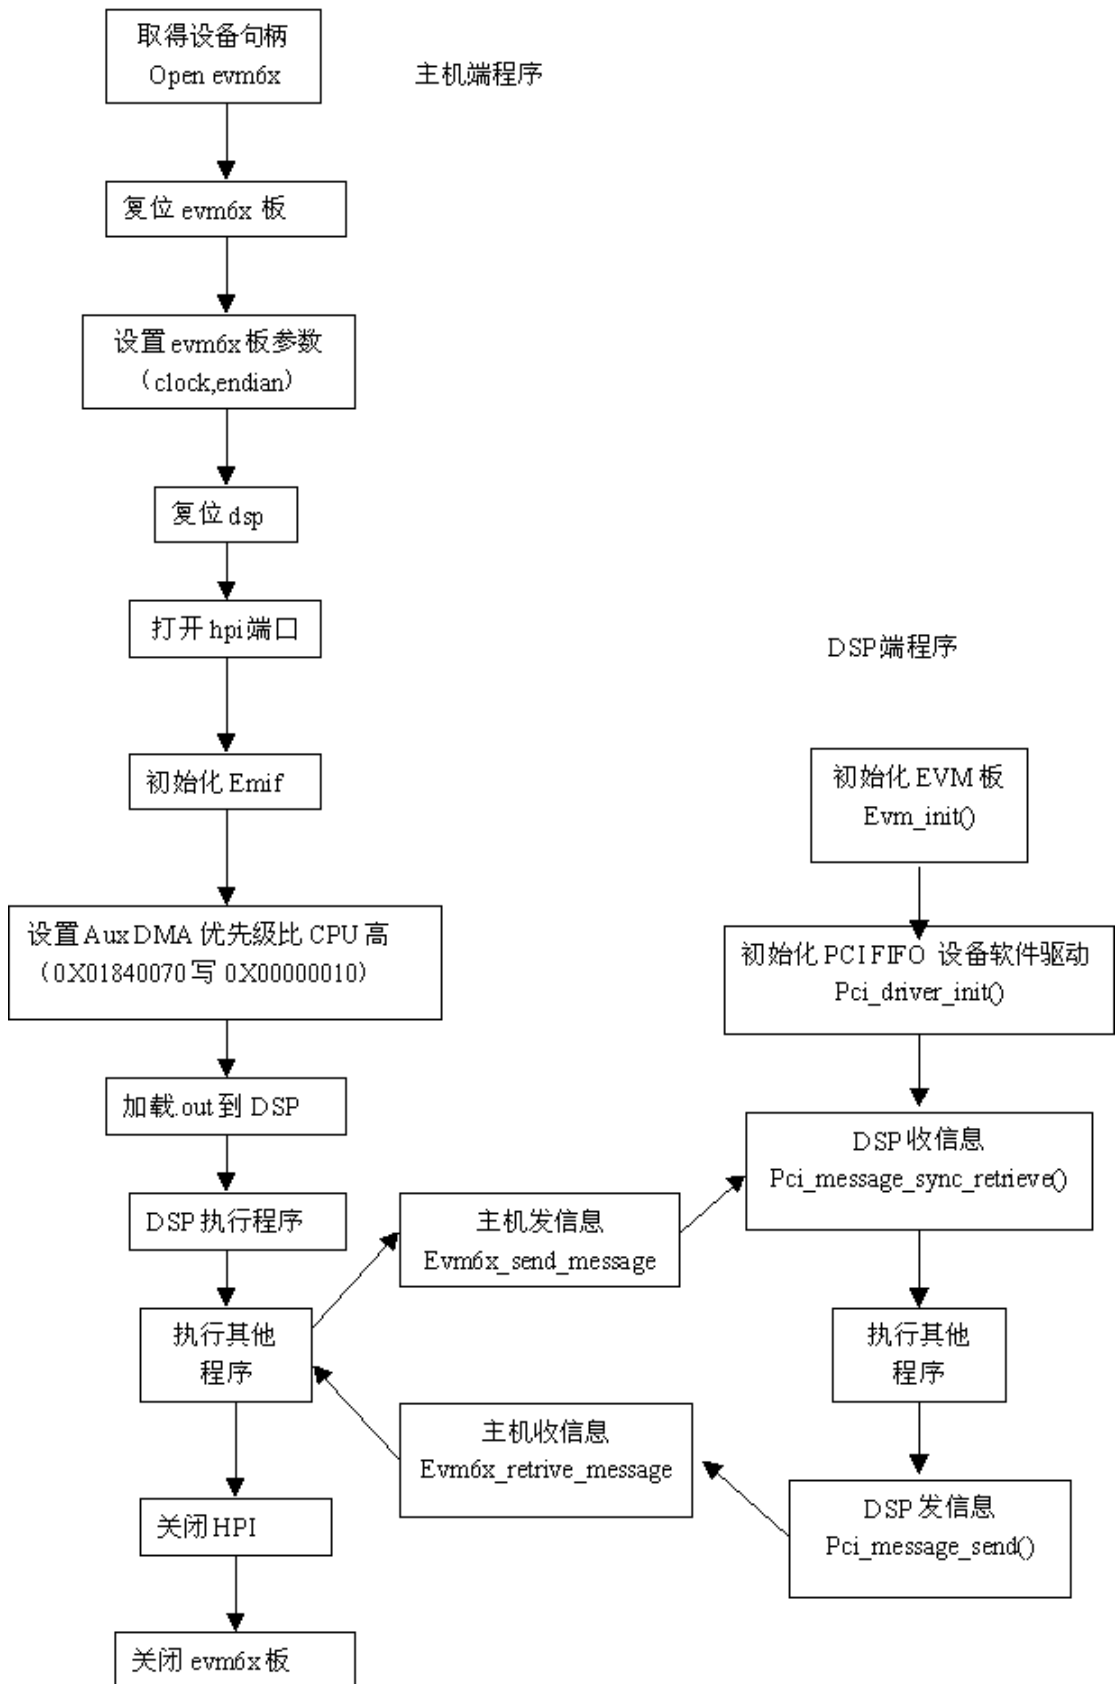 取得设备句柄
Open evm6x
主机端程序
复位 evm6x 板
设置 evm6x 板参数
（clock,endian）
复位 dsp
打开 hpi 端口
DSP 端程序
初始化 Emif
初始化 EVM 板
Evm_init()
设置 Aux DMA 优先级比 CPU 高
（0X01840070 写 0X00000010）
初始化 PCI FIFO 设备软件驱动
Pci_driver_init()
加载.out 到 DSP
DSP 收信息
Pci_message_sync_retrieve()
DSP 执行程序
主机发信息
Evm6x_send_message
执行其他
程序
执行其他
程序
主机收信息
Evm6x_retrive_message
DSP 发信息
Pci_message_send()
关闭 HPI
关闭 evm6x 板